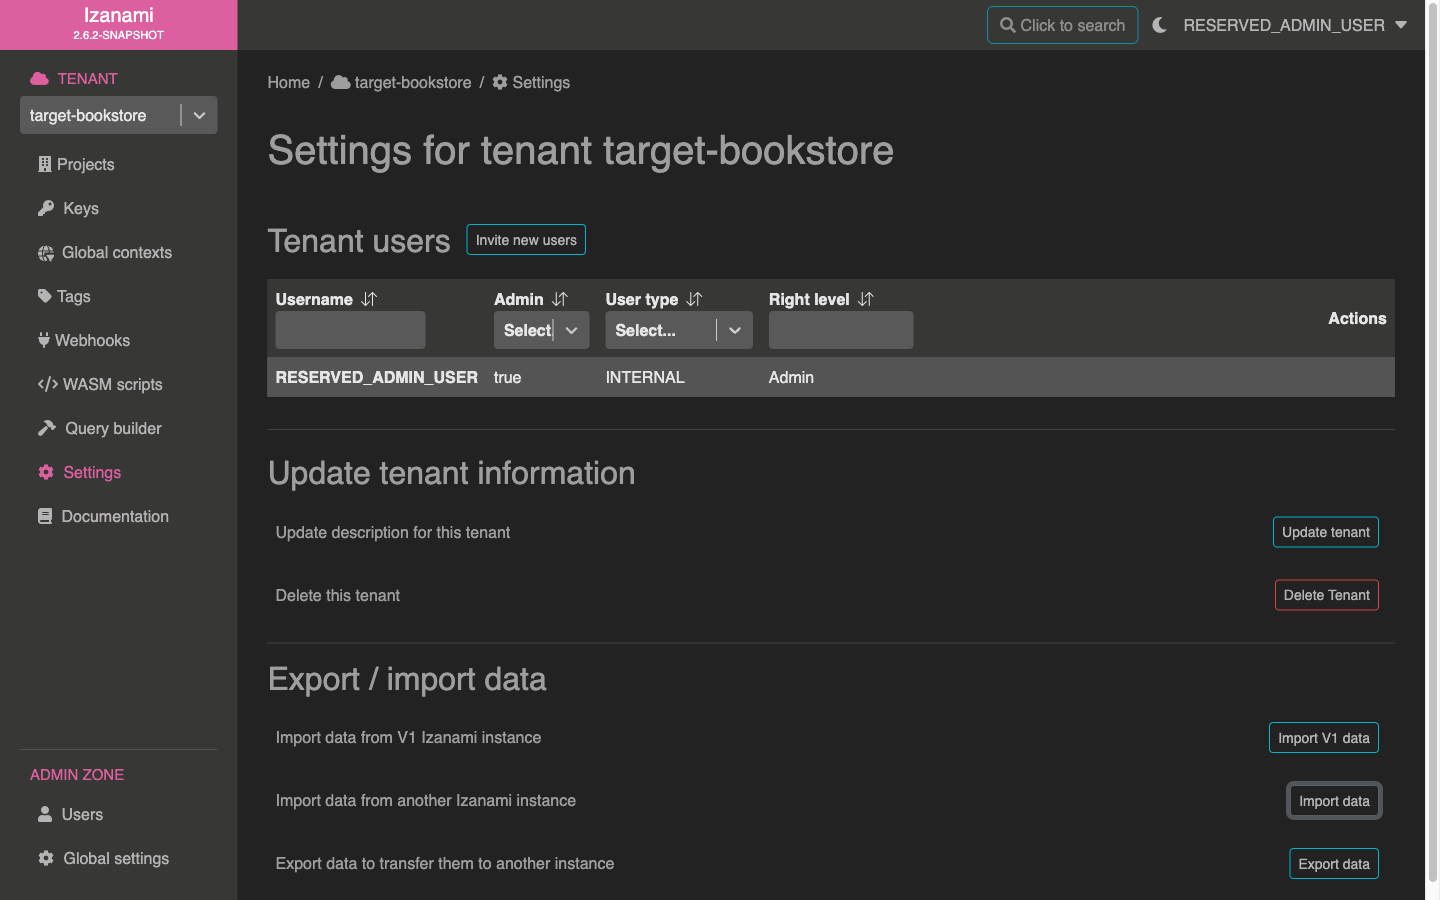 Izanami
2.6.2-SNAPSHOT
Click to search
RESERVED_ADMIN_USER
TENANT
target-bookstore
Projects
Keys
Global contexts
Tags
Webhooks
WASM scripts
Query builder
Settings
Documentation
ADMIN ZONE
Users
Global settings
Home / target-bookstore / Settings
Settings for tenant target-bookstore
Tenant users Invite new users
Username Admin User type Right level Actions
Select Select...
RESERVED_ADMIN_USER true INTERNAL Admin
Update tenant information
Update description for this tenant Update tenant
Delete this tenant Delete Tenant
Export / import data
Import data from V1 Izanami instance Import V1 data
Import data from another Izanami instance Import data
Export data to transfer them to another instance Export data